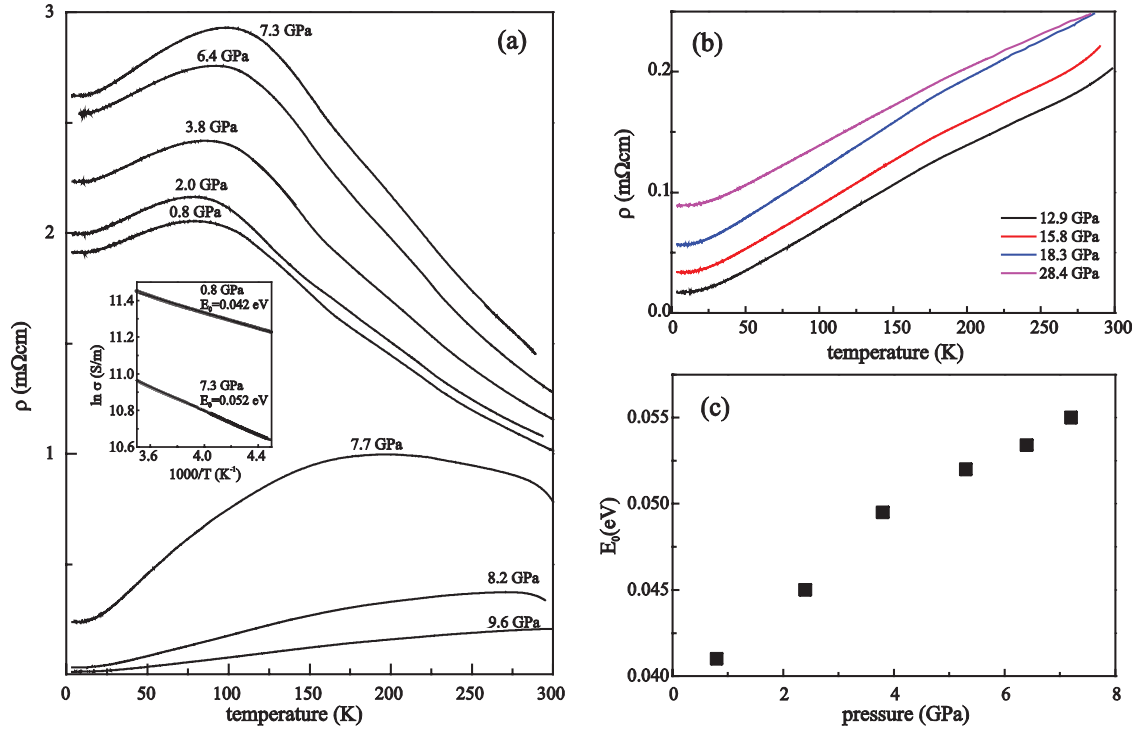 3
2
1
0
ρ (mΩcm)
(a)
7.3 GPa
6.4 GPa
3.8 GPa
2.0 GPa
0.8 GPa
7.7 GPa
8.2 GPa
9.6 GPa
0 50 100 150 200 250 300
temperature (K)
11.4
11.2
11.0
10.8
10.6
ln σ (S/m)
0.8 GPa
E₀=0.042 eV
7.3 GPa
E₀=0.052 eV
3.6 4.0 4.4
1000/T (K⁻¹)
(b)
0.2
0.1
0.0
ρ (mΩcm)
12.9 GPa
15.8 GPa
18.3 GPa
28.4 GPa
0 50 100 150 200 250 300
temperature (K)
(c)
0.055
0.050
0.045
0.040
E₀(eV)
0 2 4 6 8
pressure (GPa)